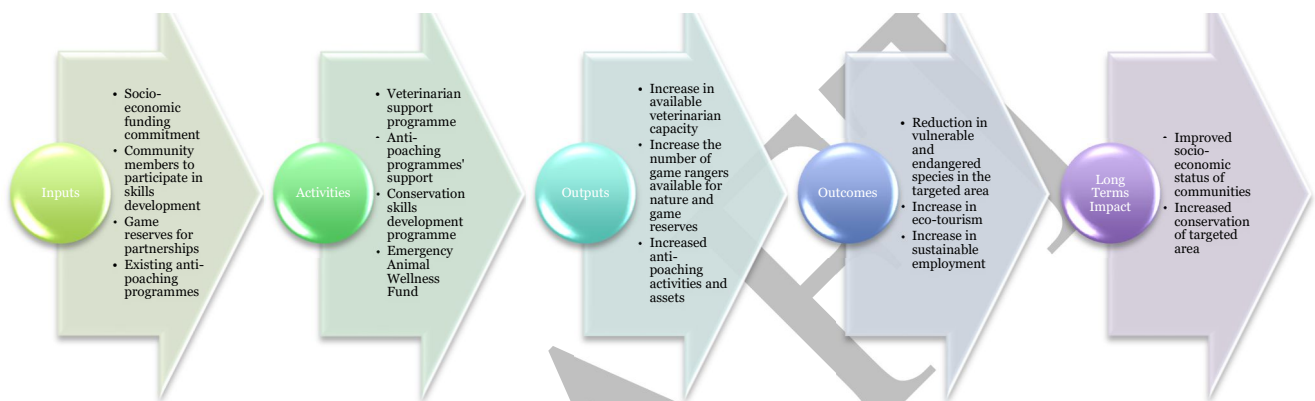 Inputs
• Socio-
economic
funding
commitment
• Community
members to
participate in
skills
development
• Game
reserves for
partnerships
• Existing anti-
poaching
programmes
Activities
• Veterinarian
support
programme
- Anti-
poaching
programmes'
support
• Conservation
skills
development
programme
• Emergency
Animal
Wellness
Fund
Outputs
• Increase in
available
veterinarian
capacity
• Increase the
number of
game rangers
available for
nature and
game
reserves
• Increased
anti-
poaching
activities and
assets
Outcomes
• Reduction in
vulnerable
and
endangered
species in the
targeted area
• Increase in
eco-tourism
• Increase in
sustainable
employment
Long
Terms
Impact
- Improved
socio-
economic
status of
communities
• Increased
conservation
of targeted
area